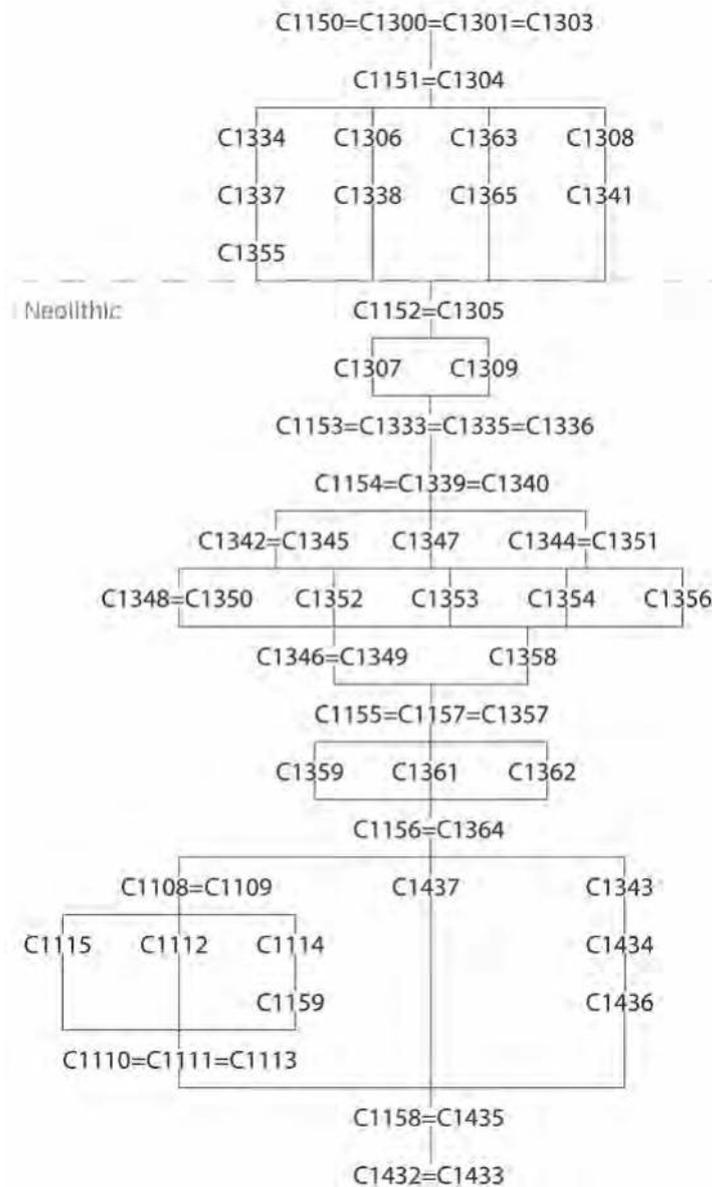 C1150=C1300=C1301=C1303
C1151=C1304
C1334 C1306 C1363 C1308
C1337 C1338 C1365 C1341
C1355
Neolithic C1152=C1305
C1307 C1309
C1153=C1333=C1335=C1336
C1154=C1339=C1340
C1342=C1345 C1347 C1344=C1351
C1348=C1350 C1352 C1353 C1354 C1356
C1346=C1349 C1358
C1155=C1157=C1357
C1359 C1361 C1362
C1156=C1364
C1108=C1109 C1437 C1343
C1115 C1112 C1114 C1434
C1159 C1436
C1110=C1111=C1113
C1158=C1435
C1432=C1433